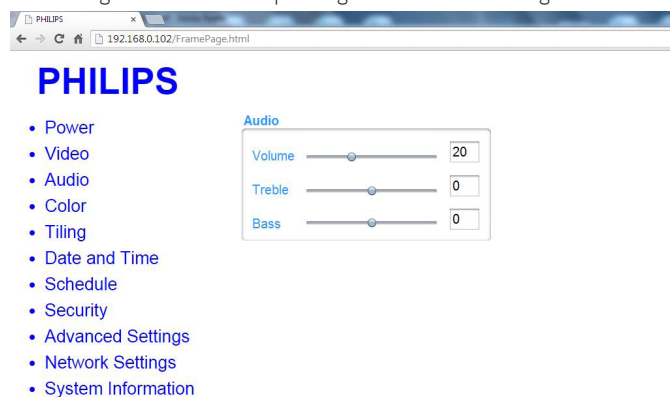 PHILIPS
192.168.0.102/FramePage.html
PHILIPS
• Power
• Video
• Audio
• Color
• Tiling
• Date and Time
• Schedule
• Security
• Advanced Settings
• Network Settings
• System Information
Audio
Volume 20
Treble 0
Bass 0